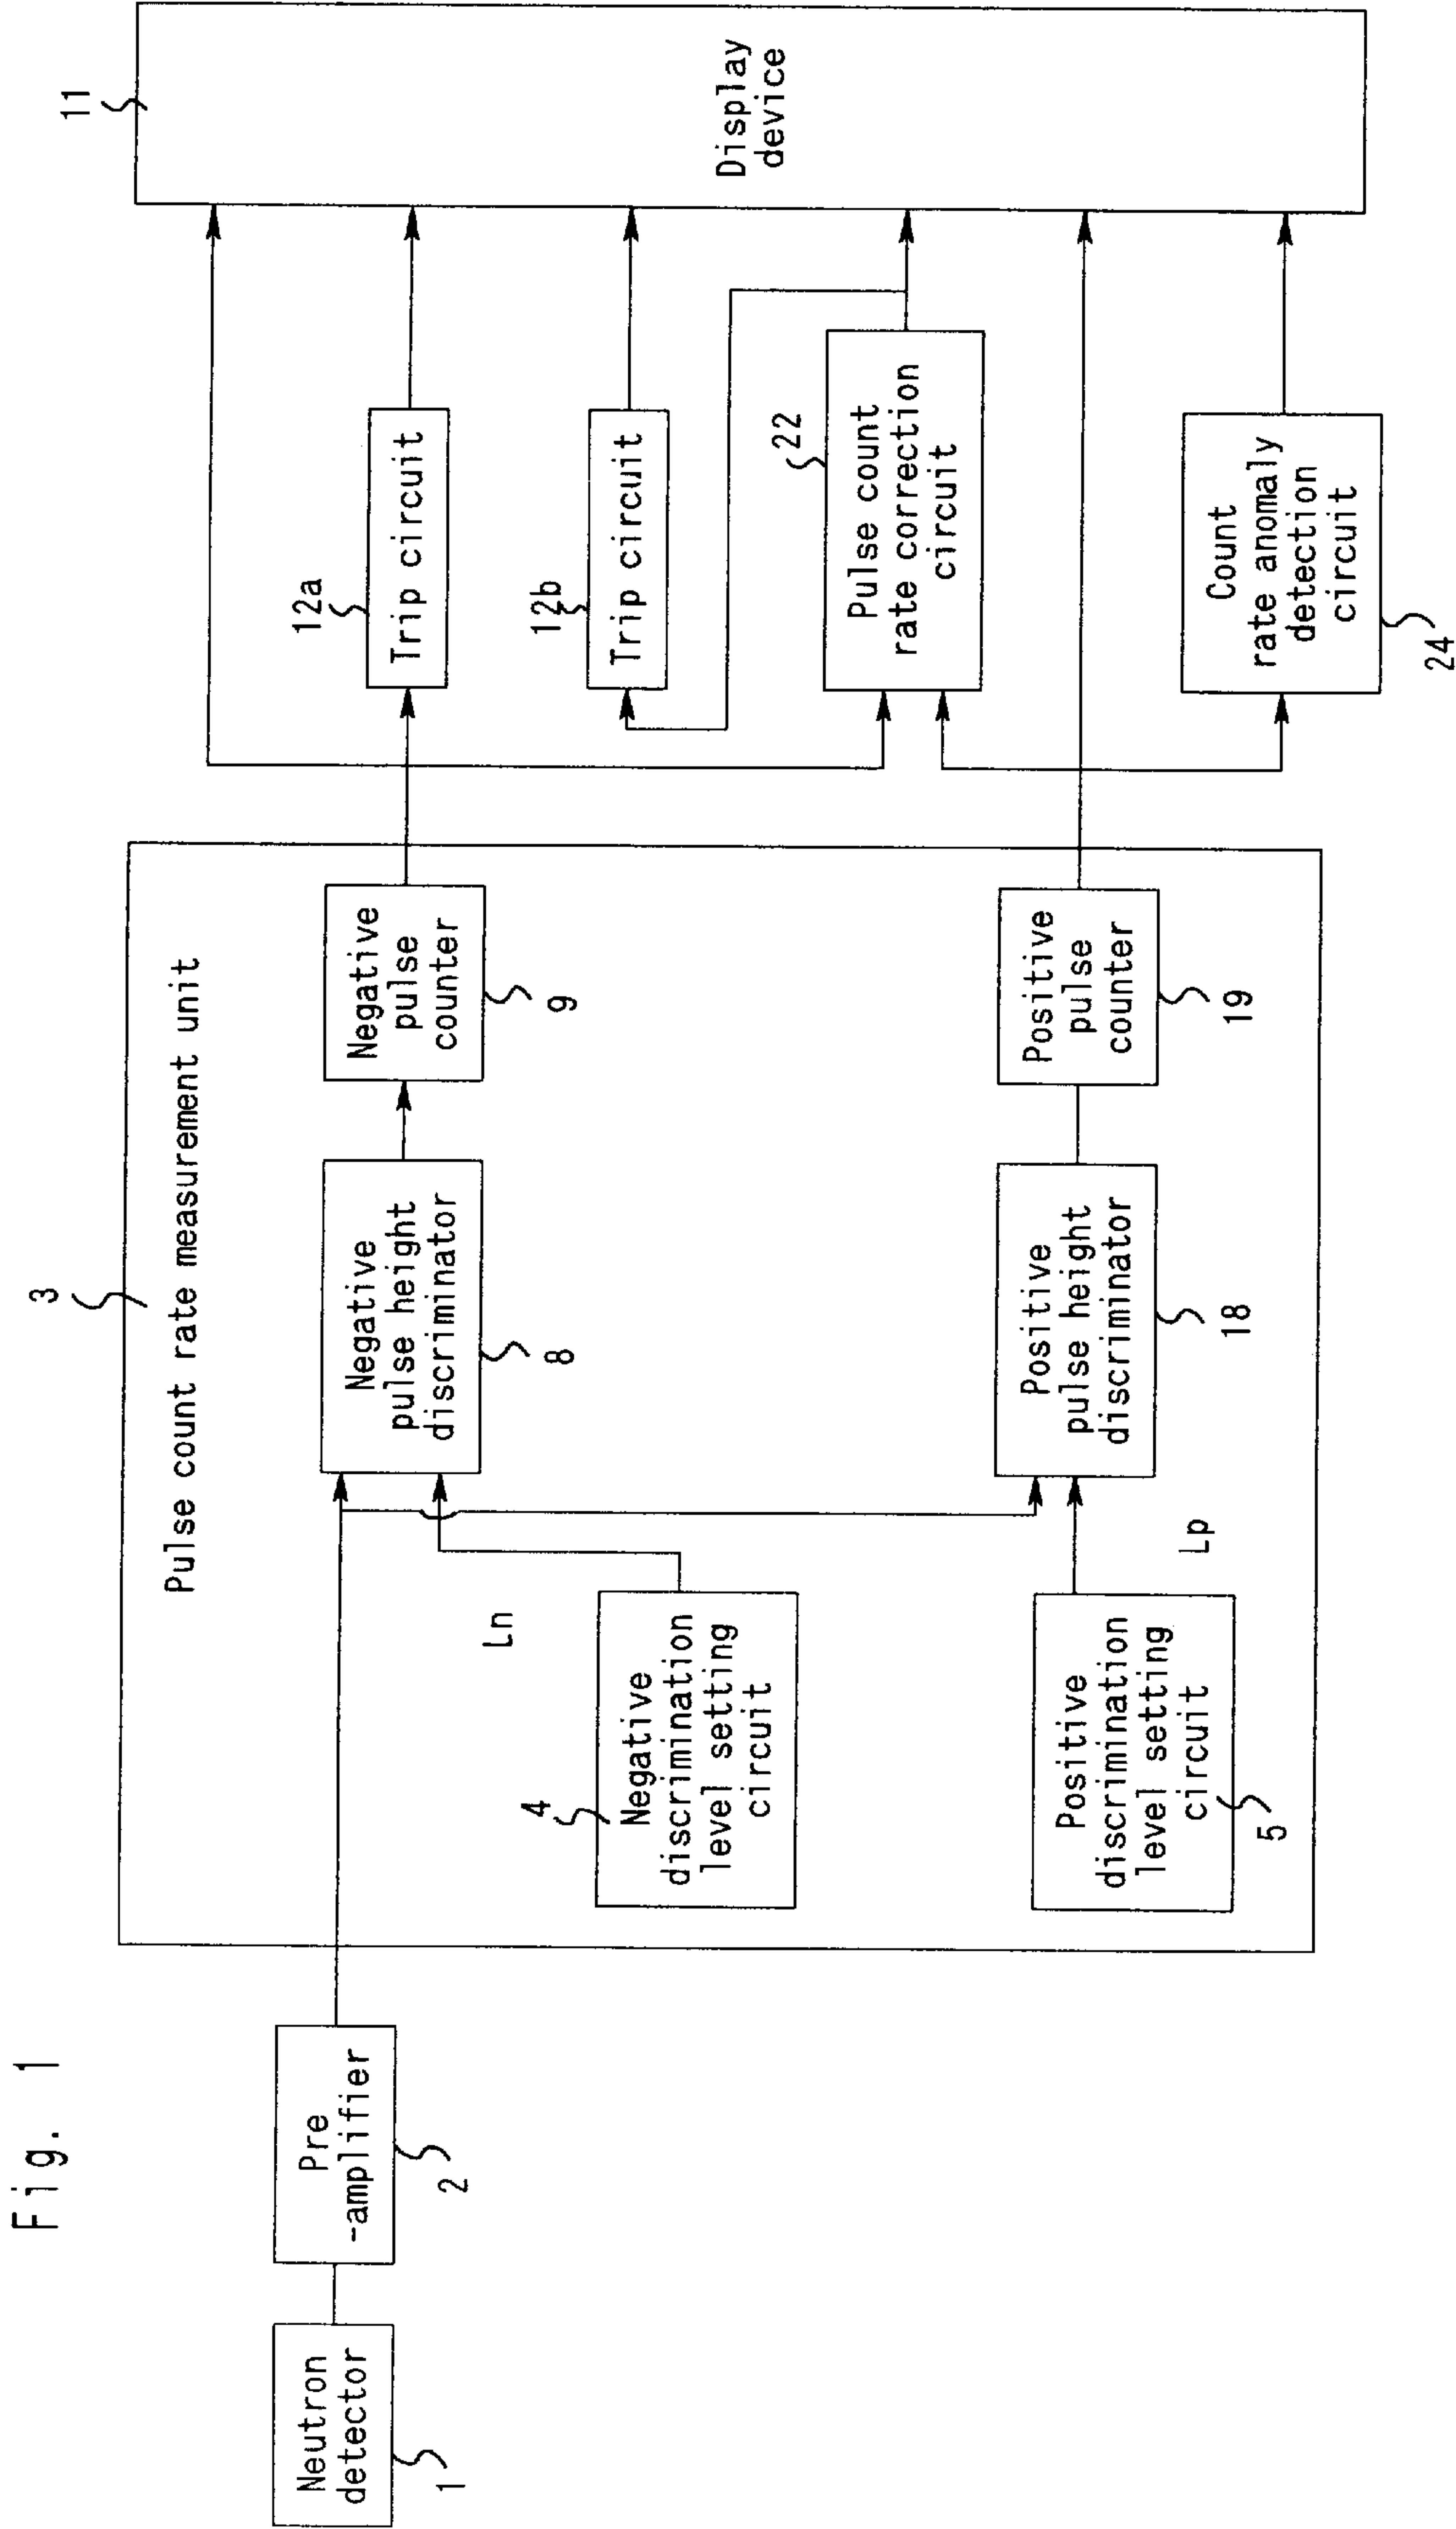 Fig. 1
Neutron
detector
1
Pre
-amplifier
2
3
Pulse count rate measurement unit
4
Negative
discrimination
level setting
circuit
Ln
Positive
discrimination
level setting
circuit
5
Lp
Negative
pulse height
discriminator
8
Positive
pulse height
discriminator
18
Negative
pulse
counter
9
Positive
pulse
counter
19
12a
Trip circuit
12b
Trip circuit
22
Pulse count
rate correction
circuit
Count
rate anomaly
detection
circuit
24
11
Display
device